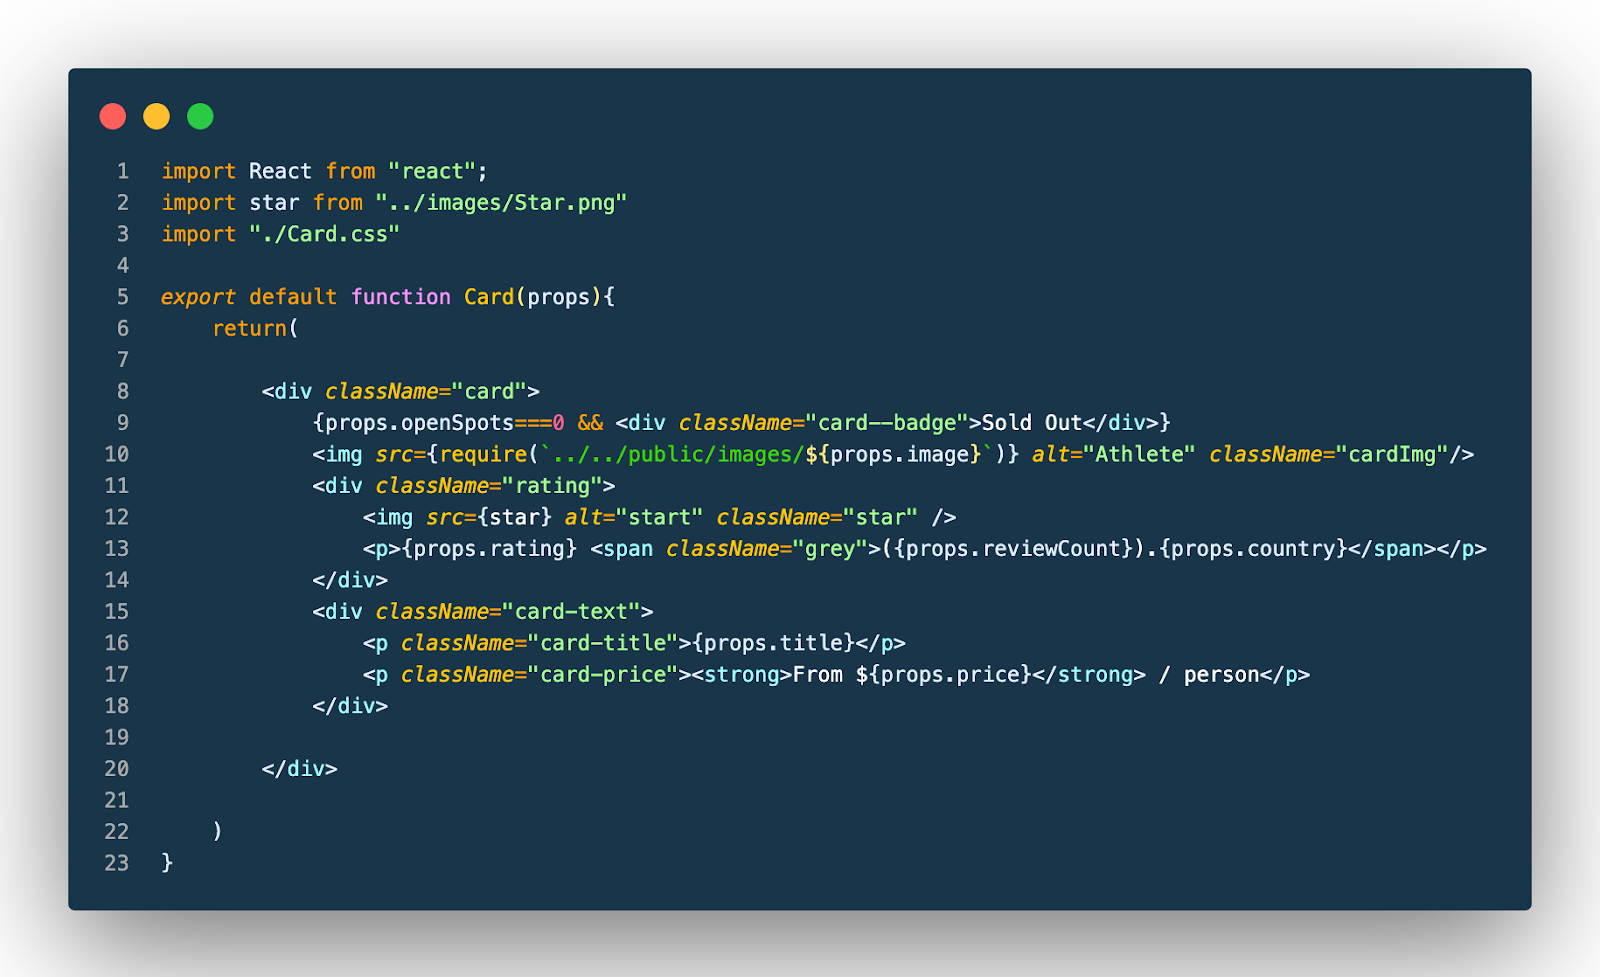 1 import React from "react";
2 import star from "../images/Star.png"
3 import "./Card.css"
4
5 export default function Card(props){
6     return(
7
8         <div className="card">
9             {props.openSpots===0 && <div className="card--badge">Sold Out</div>}
10             <img src={require(`../../public/images/${props.image}`)} alt="Athlete" className="cardImg"/>
11             <div className="rating">
12                 <img src={star} alt="start" className="star" />
13                 <p>{props.rating} <span className="grey">({props.reviewCount}).{props.country}</span></p>
14             </div>
15             <div className="card-text">
16                 <p className="card-title">{props.title}</p>
17                 <p className="card-price"><strong>From ${props.price}</strong> / person</p>
18             </div>
19
20         </div>
21
22     )
23 }